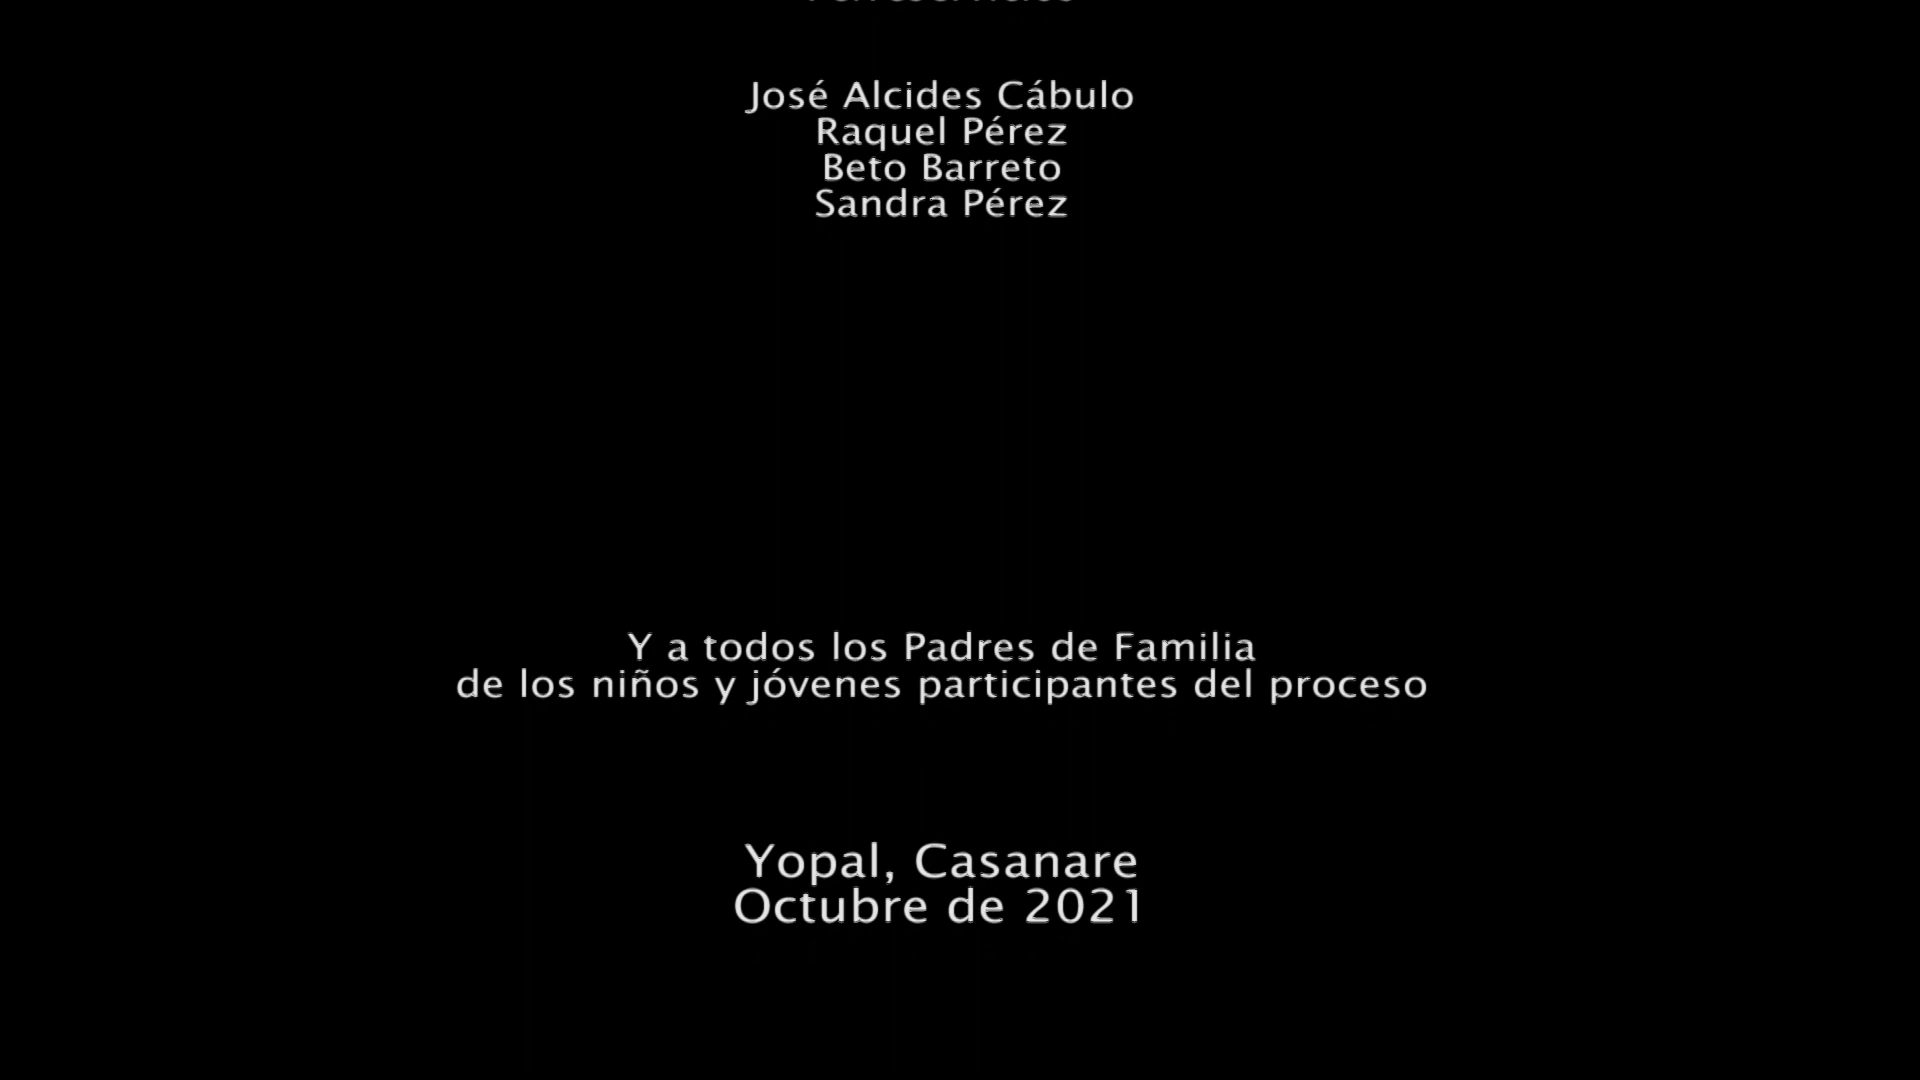 José Alcides Cábulo
Raquel Pérez
Beto Barreto
Sandra Pérez
Y a todos los Padres de Familia
de los niños y jóvenes participantes del proceso
Yopal, Casanare
Octubre de 2021